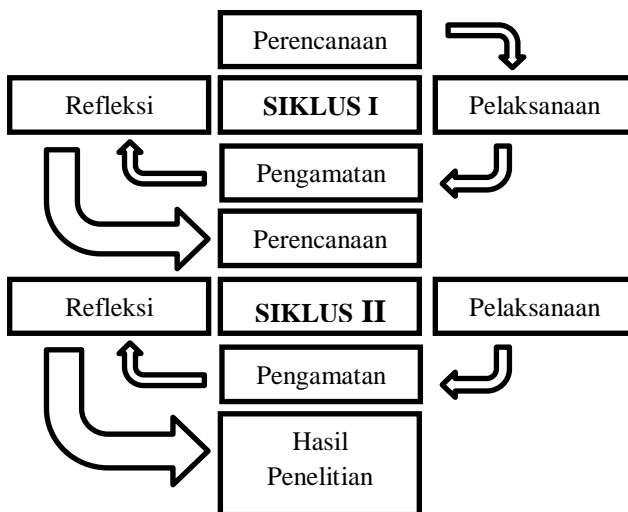 Perencanaan
Refleksi
SIKLUS I
Pelaksanaan
Pengamatan
Perencanaan
Refleksi
SIKLUS II
Pelaksanaan
Pengamatan
Hasil
Penelitian